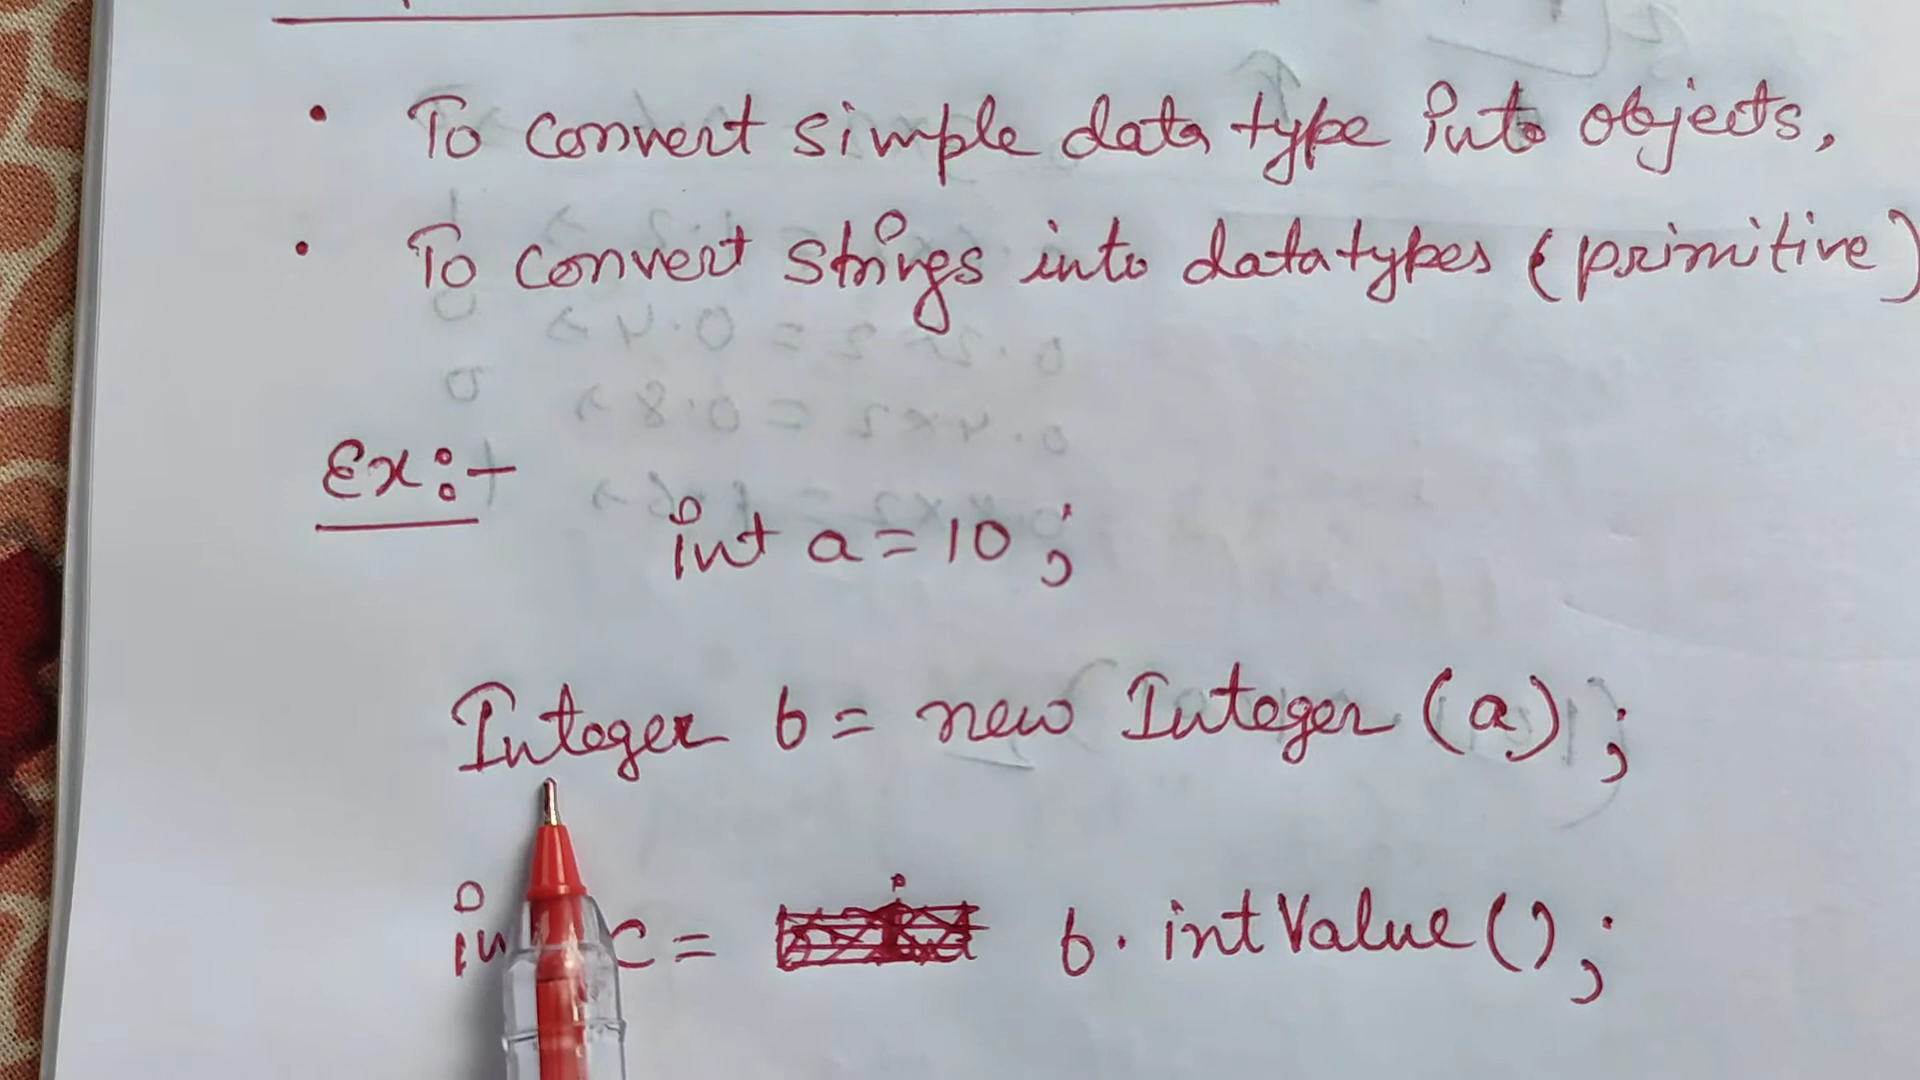 • To convert simple data type into objects.
• To convert strings into datatypes (primitive)
Ex:-
int a = 10;
Integer b = new Integer (a);
c = b.intValue();